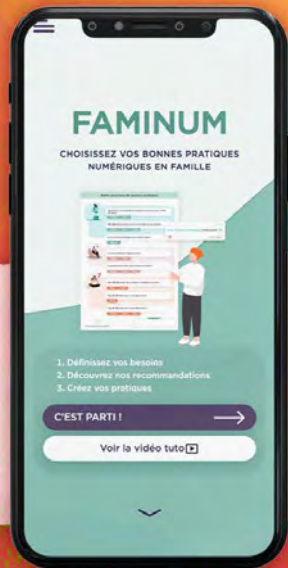 FAMINUM
CHOISISSEZ VOS BONNES PRATIQUES
NUMÉRIQUES EN FAMILLE
1. Définissez vos besoins
2. Découvrez nos recommandations
3. Créez vos pratiques
C'EST PARTI !
Voir la vidéo tuto